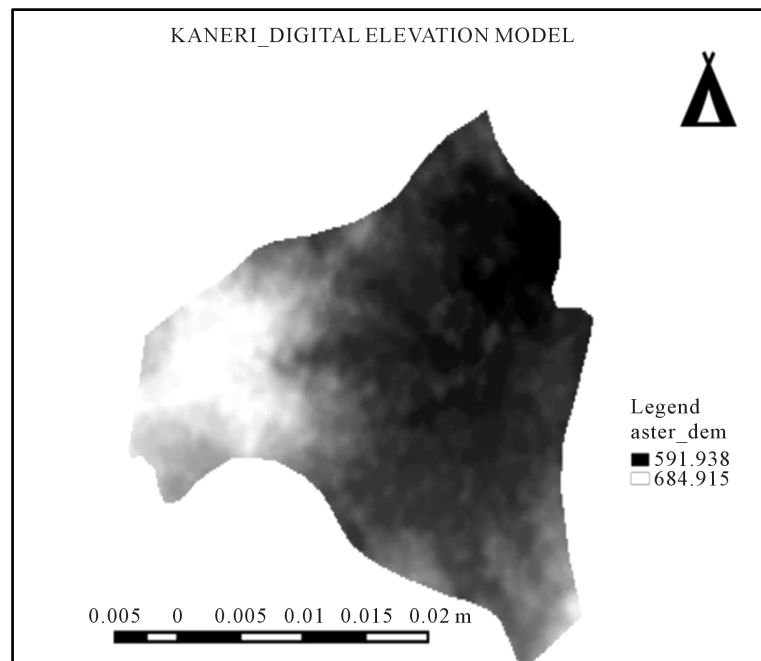 KANERI_DIGITAL ELEVATION MODEL
Legend
aster_dem
591.938
684.915
0.005 0 0.005 0.01 0.015 0.02 m